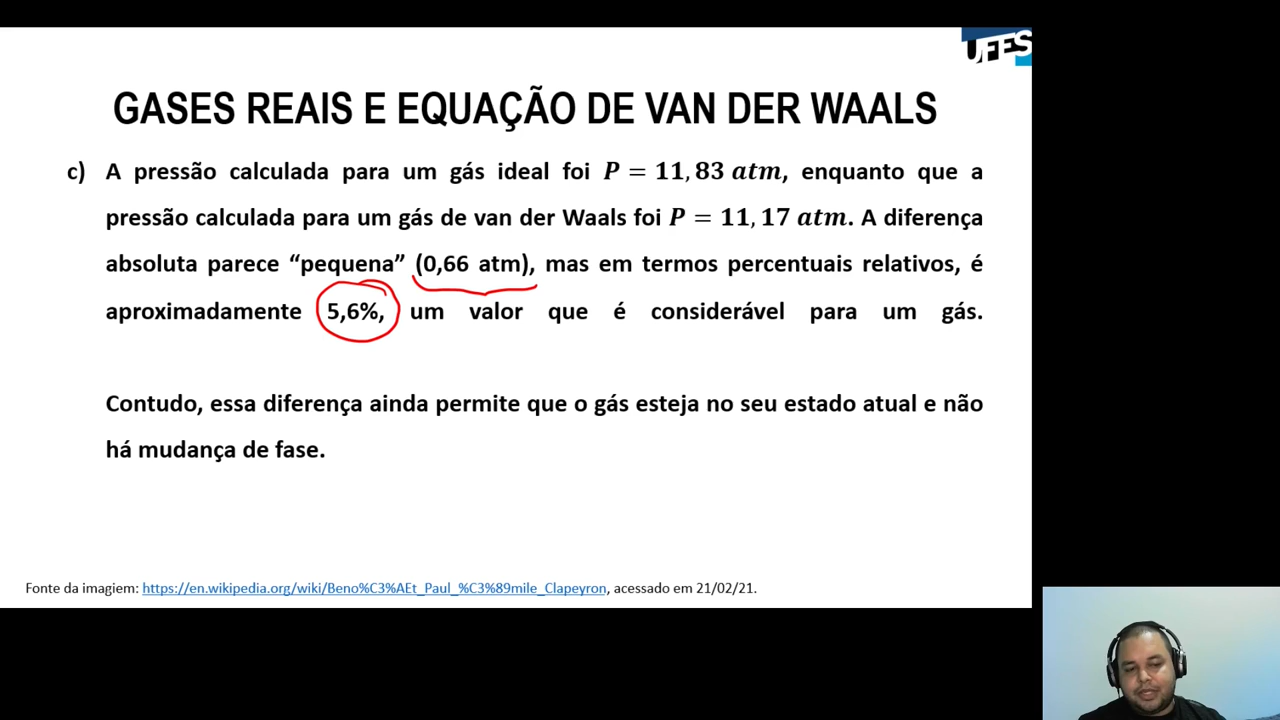 UFES
GASES REAIS E EQUAÇÃO DE VAN DER WAALS
c) A pressão calculada para um gás ideal foi P = 11,83 atm, enquanto que a
pressão calculada para um gás de van der Waals foi P = 11,17 atm. A diferença
absoluta parece “pequena” (0,66 atm), mas em termos percentuais relativos, é
aproximadamente 5,6%, um valor que é considerável para um gás.
Contudo, essa diferença ainda permite que o gás esteja no seu estado atual e não
há mudança de fase.
Fonte da imagiem: https://en.wikipedia.org/wiki/Beno%C3%AEt_Paul_%C3%89mile_Clapeyron, acessado em 21/02/21.